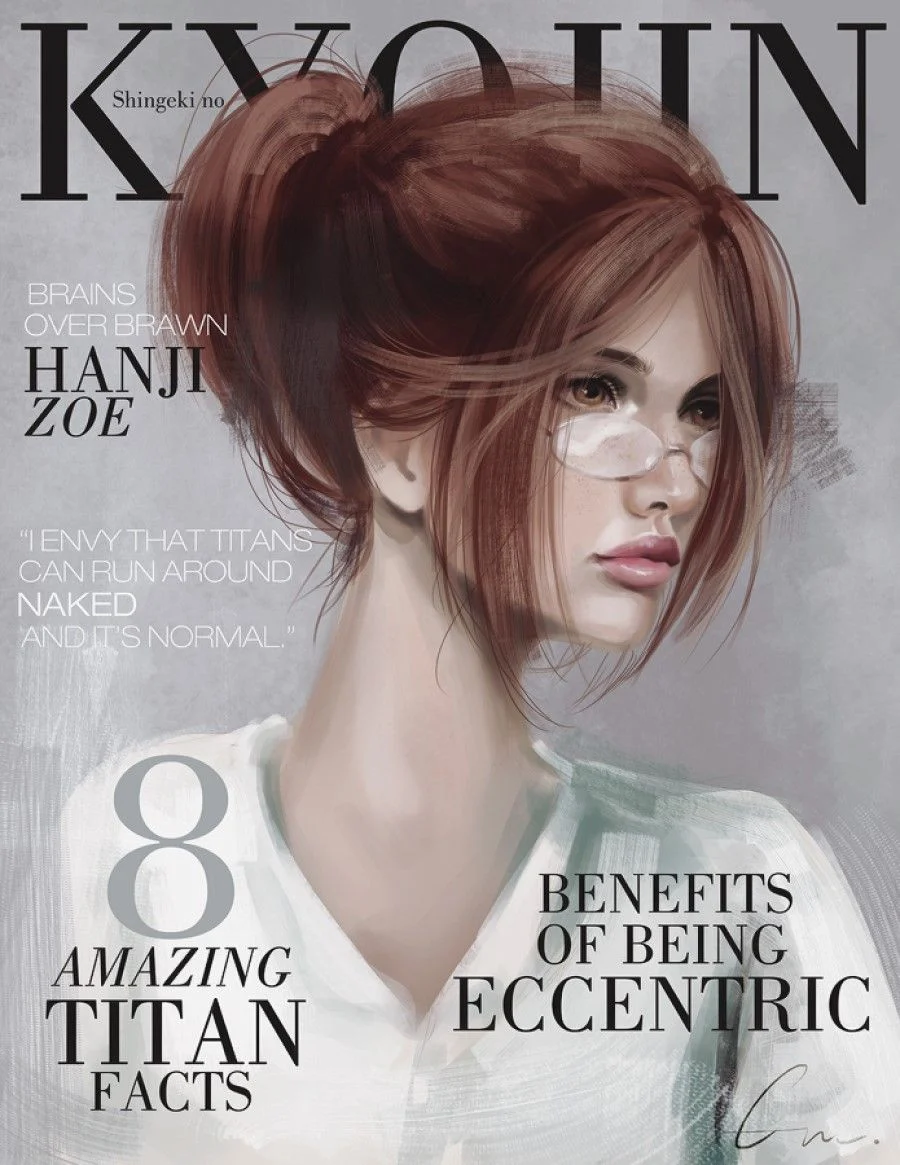 KYOJIN
Shingeki no
BRAINS
OVER BRAWN
HANJI
ZOE
“I ENVY THAT TITANS
CAN RUN AROUND
NAKED
AND IT’S NORMAL.”
8
AMAZING
TITAN
FACTS
BENEFITS
OF BEING
ECCENTRIC